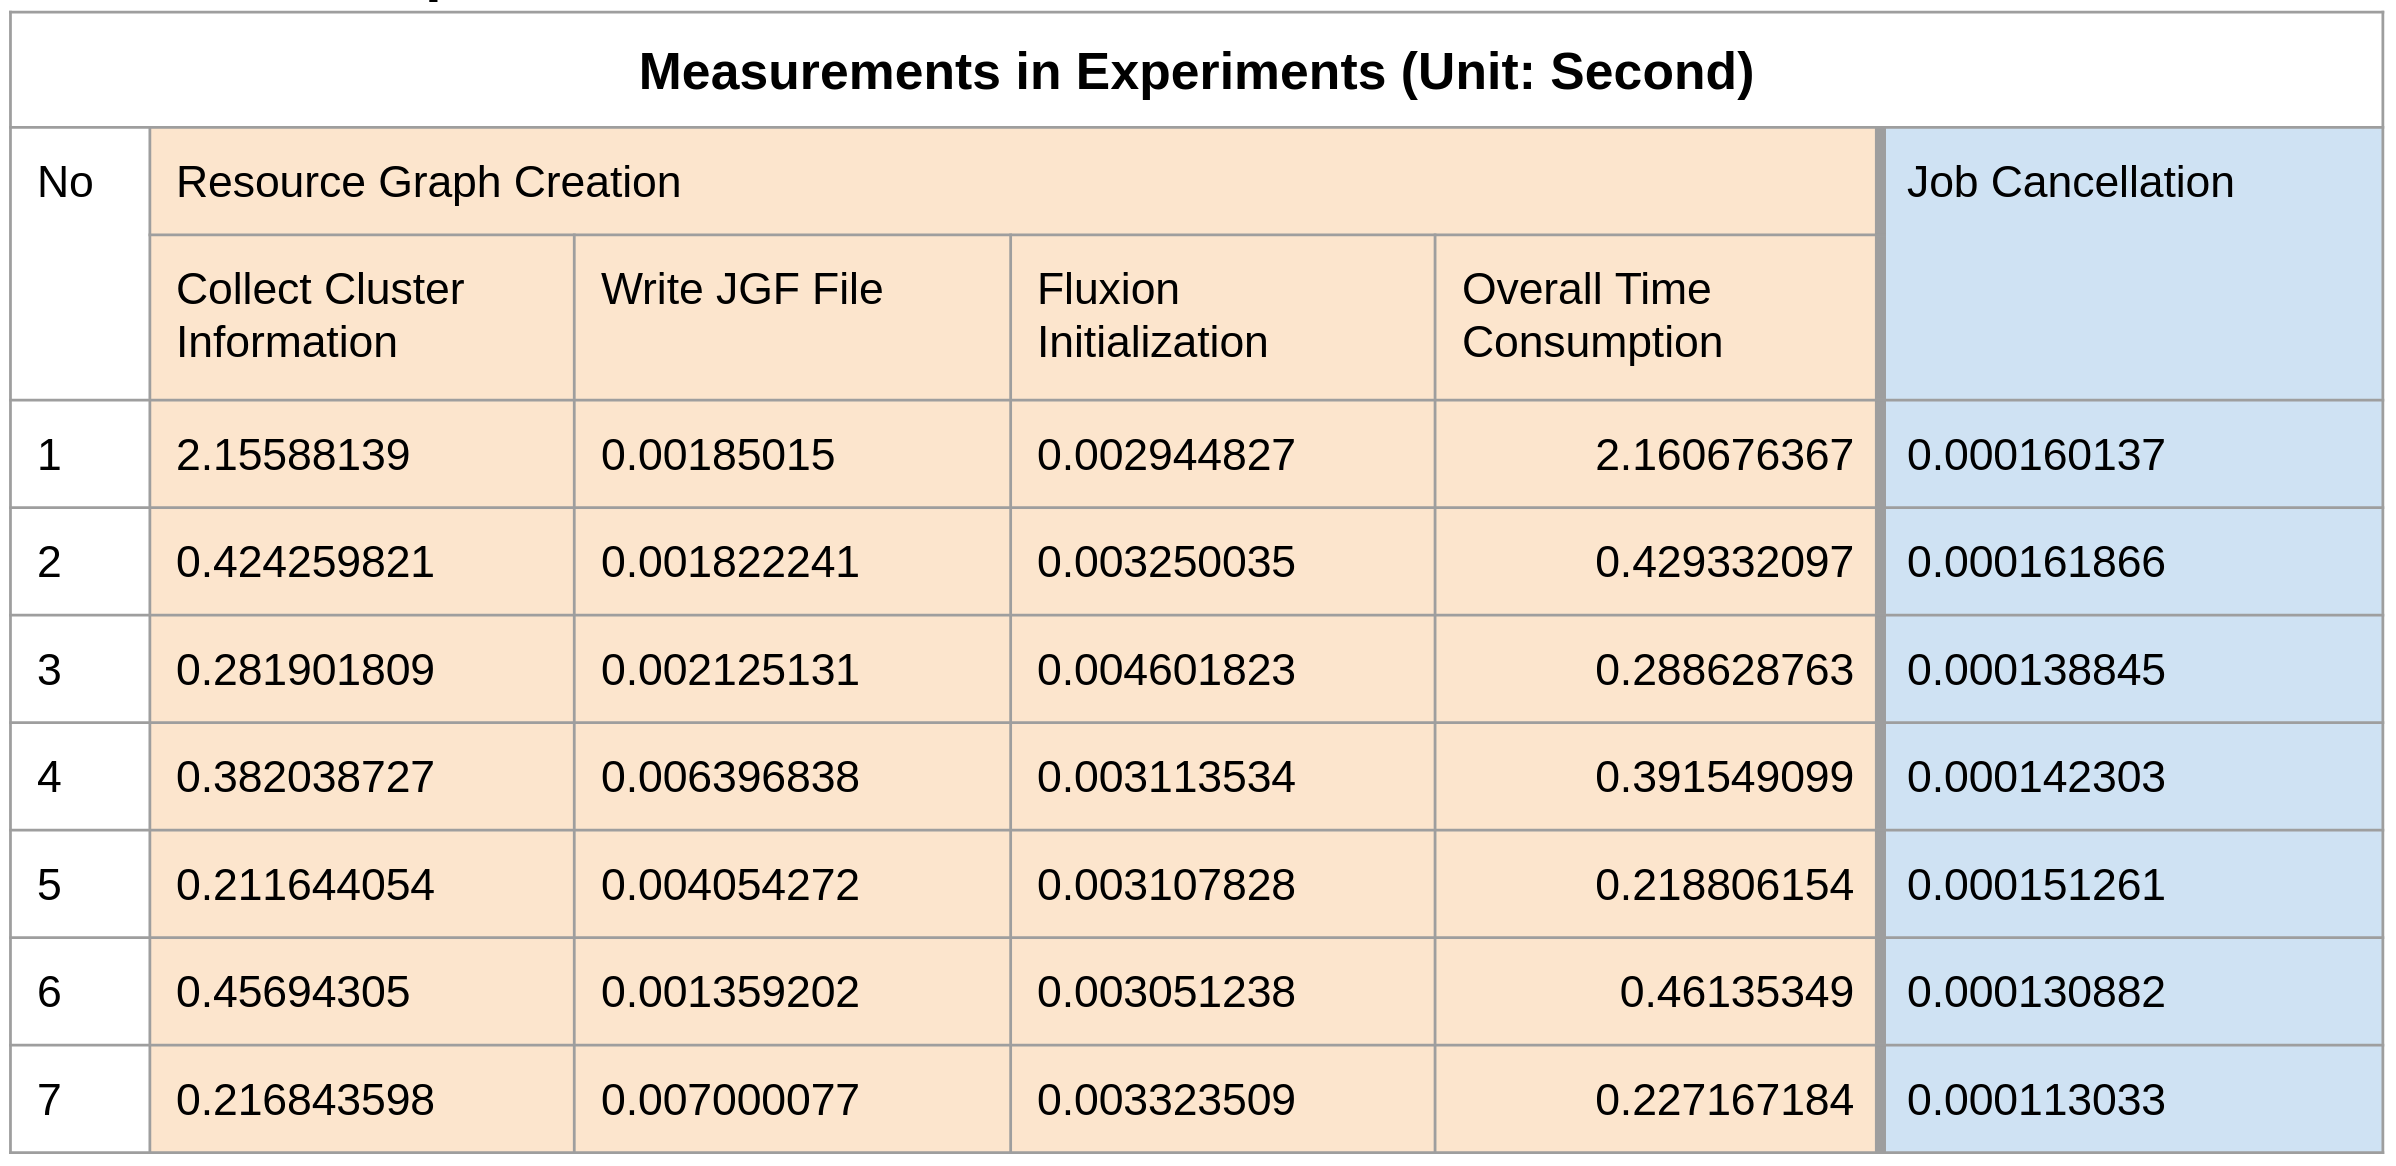 Measurements in Experiments (Unit: Second)
No
Resource Graph Creation
Job Cancellation
Collect Cluster
Information
Write JGF File
Fluxion
Initialization
Overall Time
Consumption
1 2.15588139 0.00185015 0.002944827 2.160676367 0.000160137
2 0.424259821 0.001822241 0.003250035 0.429332097 0.000161866
3 0.281901809 0.002125131 0.004601823 0.288628763 0.000138845
4 0.382038727 0.006396838 0.003113534 0.391549099 0.000142303
5 0.211644054 0.004054272 0.003107828 0.218806154 0.000151261
6 0.45694305 0.001359202 0.003051238 0.46135349 0.000130882
7 0.216843598 0.007000077 0.003323509 0.227167184 0.000113033